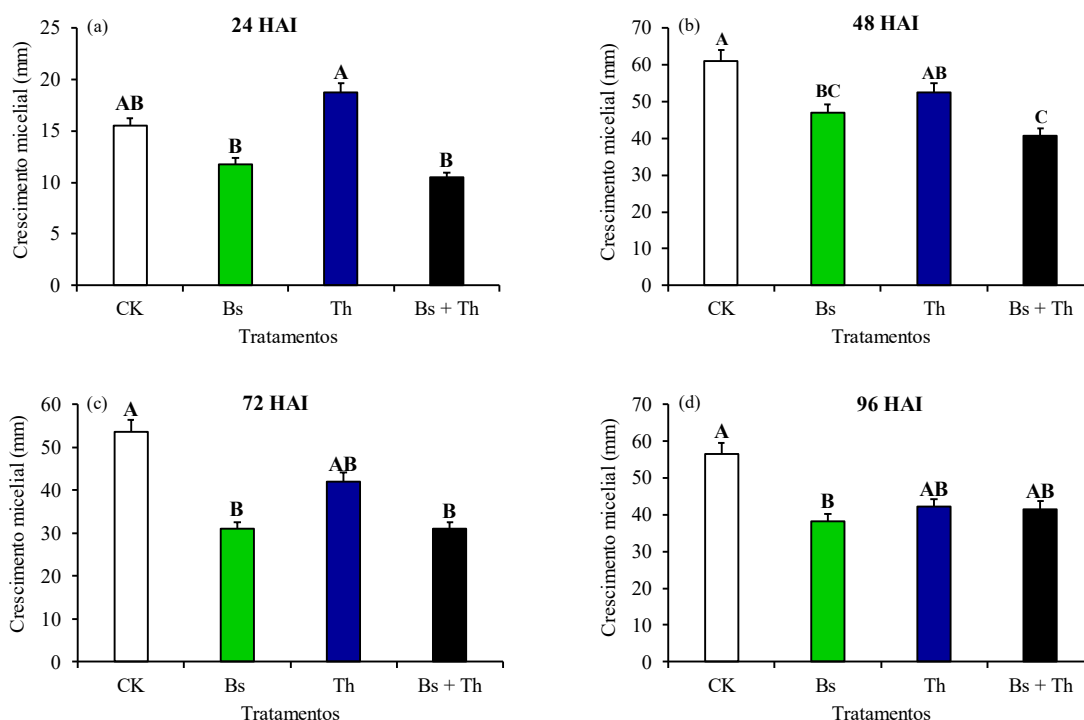 (a) 24 HAI
Crescimento micelial (mm)
25
20
15
10
5
0
AB
B
A
B
CK Bs Th Bs + Th
Tratamentos
(b) 48 HAI
Crescimento micelial (mm)
70
60
50
40
30
20
10
0
A
BC
AB
C
CK Bs Th Bs + Th
Tratamentos
(c) 72 HAI
Crescimento micelial (mm)
60
50
40
30
20
10
0
A
B
AB
B
CK Bs Th Bs + Th
Tratamentos
(d) 96 HAI
Crescimento micelial (mm)
70
60
50
40
30
20
10
0
A
B
AB
AB
CK Bs Th Bs + Th
Tratamentos